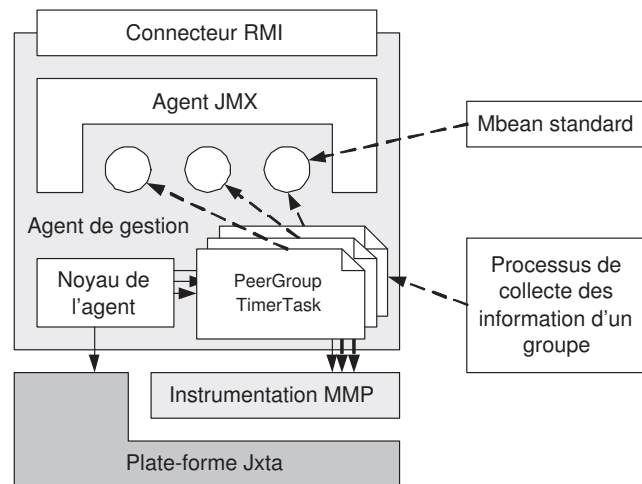 Connecteur RMI
Agent JMX
Mbean standard
Agent de gestion
Noyau de
l'agent
PeerGroup
TimerTask
Processus de
collecte des
information d'un
groupe
Instrumentation MMP
Plate-forme Jxta